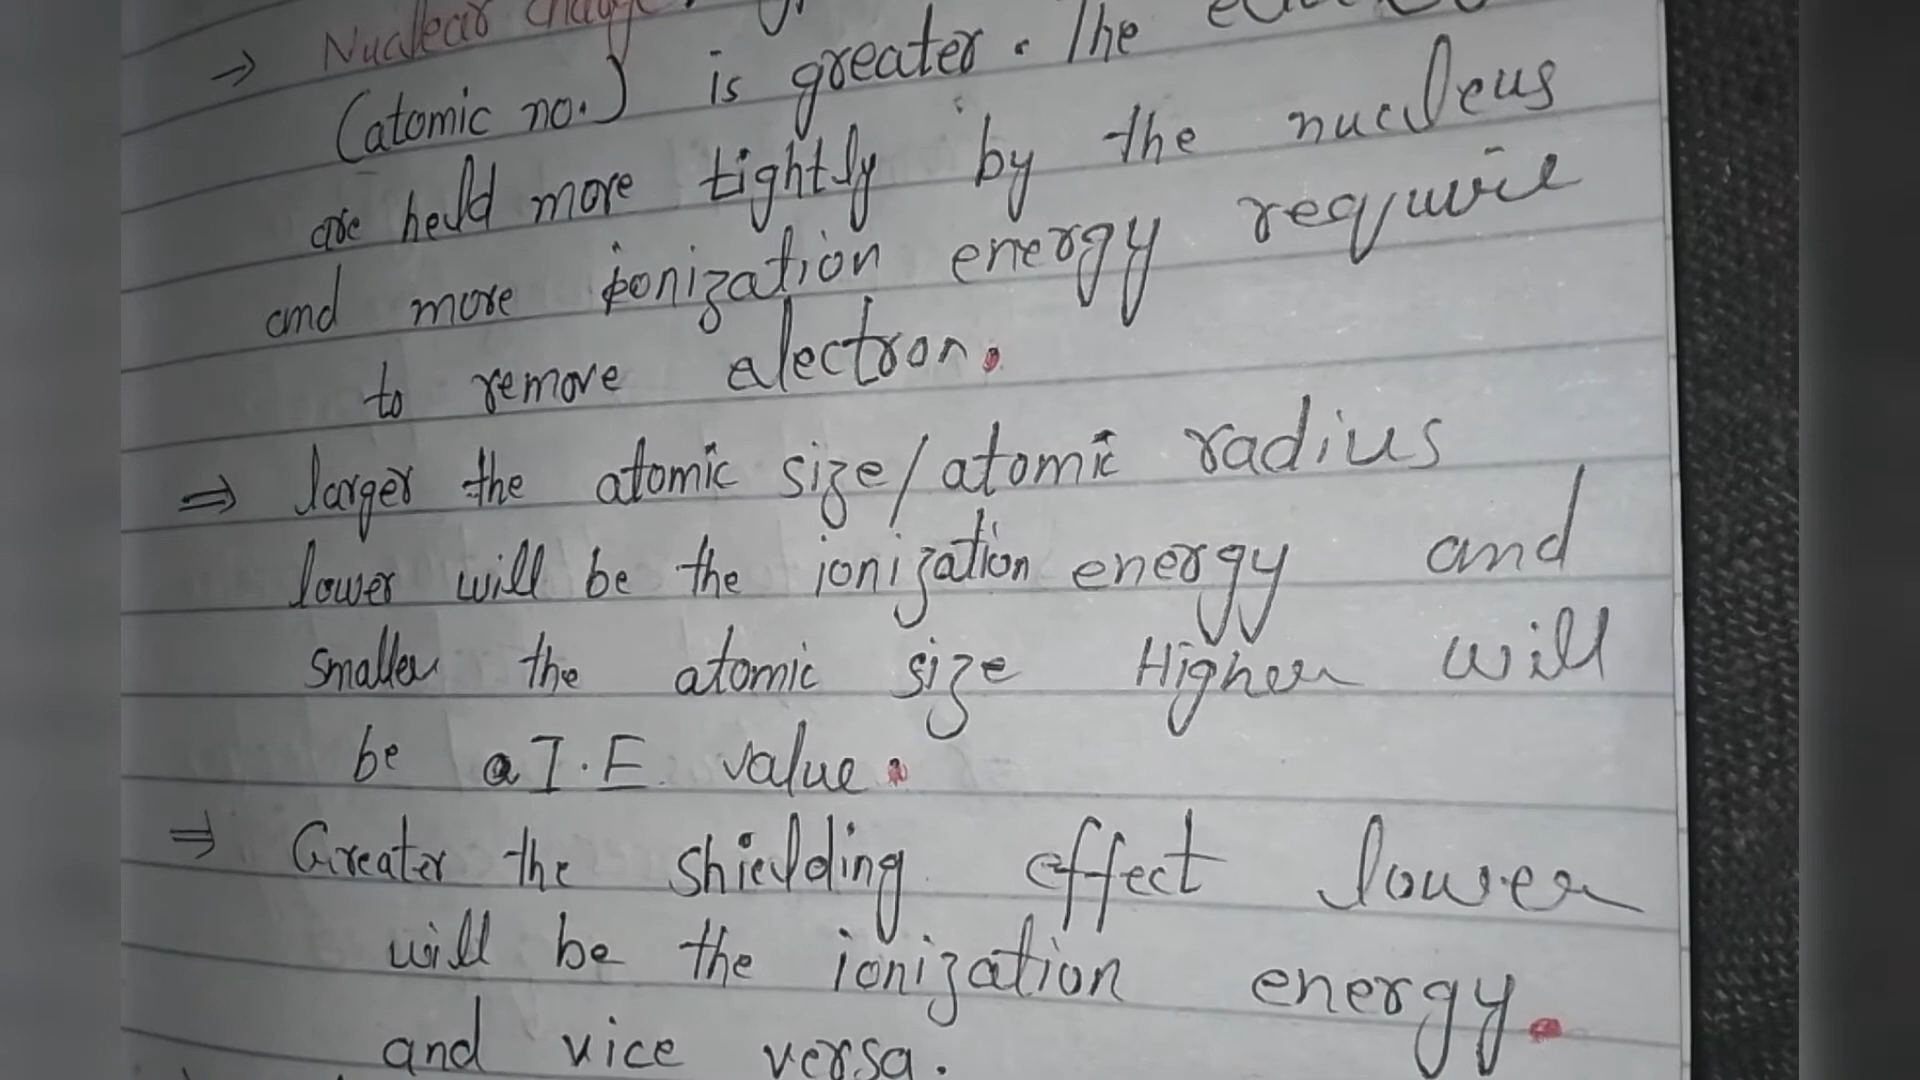 → Nuclear charge
(atomic no.) is greater. The
are held more tightly by the nucleus
and more ionization energy require
to remove electron.
⇒ larger the atomic size/atomic radius
lower will be the ionization energy and
smaller the atomic size Higher will
be a I.E. value.
⇒ Greater the shielding effect lower
will be the ionization energy.
and vice versa.